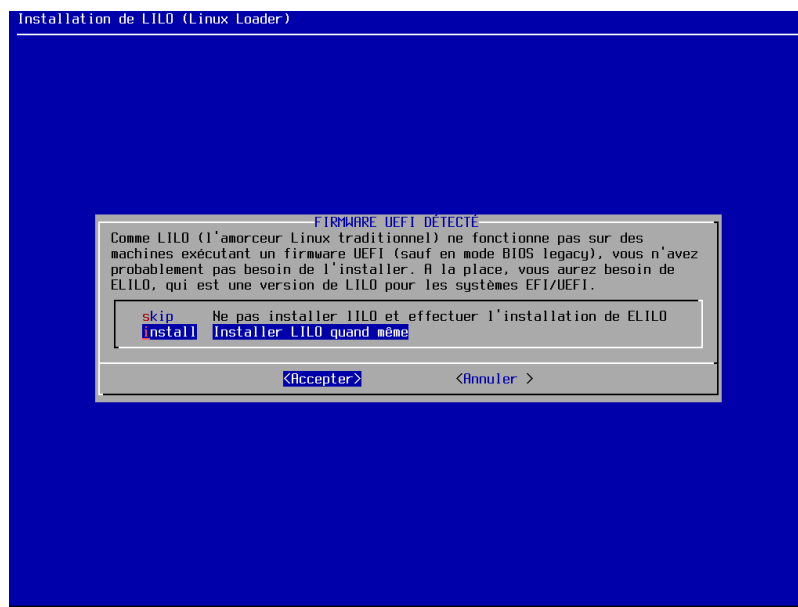 Installation de LILO (Linux Loader)
FIRMWARE UEFI DÉTECTÉ
Comme LILO (l'amorceur Linux traditionnel) ne fonctionne pas sur des
machines exécutant un firmware UEFI (sauf en mode BIOS legacy), vous n'avez
probablement pas besoin de l'installer. A la place, vous aurez besoin de
ELILO, qui est une version de LILO pour les systèmes EFI/UEFI.
skip Ne pas installer lILO et effectuer l'installation de ELILO
install Installer LILO quand même
<Accepter> <Annuler >